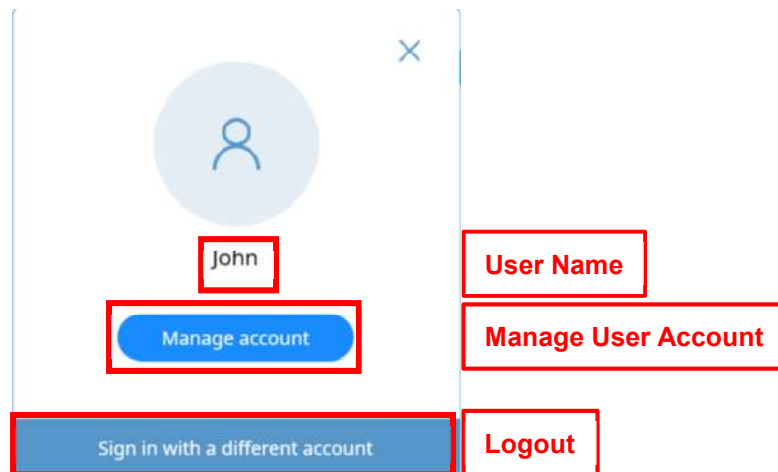 John
User Name
Manage account
Manage User Account
Sign in with a different account
Logout